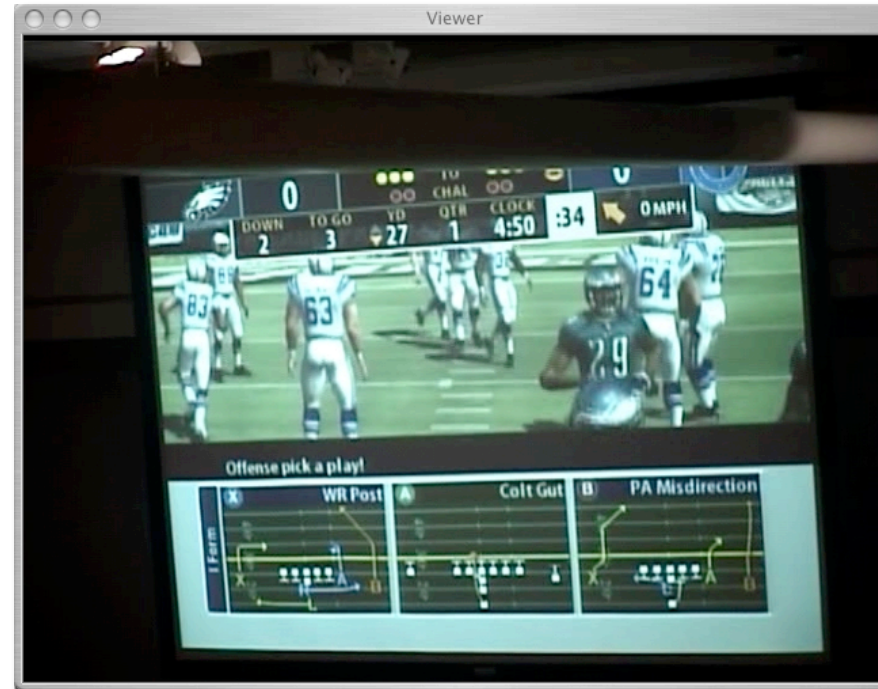 Viewer
0 TO 0
CHAL
DOWN TO GO YD QTR CLOCK :34 0 MPH
2 3 27 1 4:50
83 63 64
29
Offense pick a play!
I Form
X WR Post A Colt Gut B PA Misdirection
X A B X A B